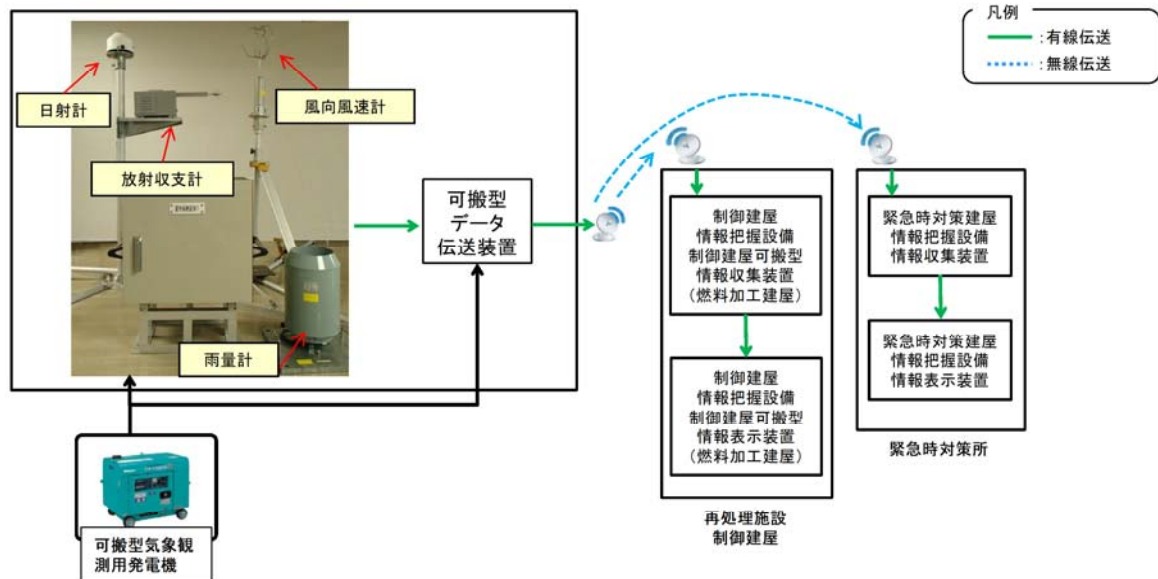 凡例
:有線伝送
:無線伝送
日射計
風向風速計
放射収支計
雨量計
可搬型
データ
伝送装置
可搬型気象観
測用発電機
制御建屋
情報把握設備
制御建屋可搬型
情報収集装置
(燃料加工建屋)
制御建屋
情報把握設備
制御建屋可搬型
情報表示装置
(燃料加工建屋)
再処理施設
制御建屋
緊急時対策建屋
情報把握設備
情報収集装置
緊急時対策建屋
情報把握設備
情報表示装置
緊急時対策所